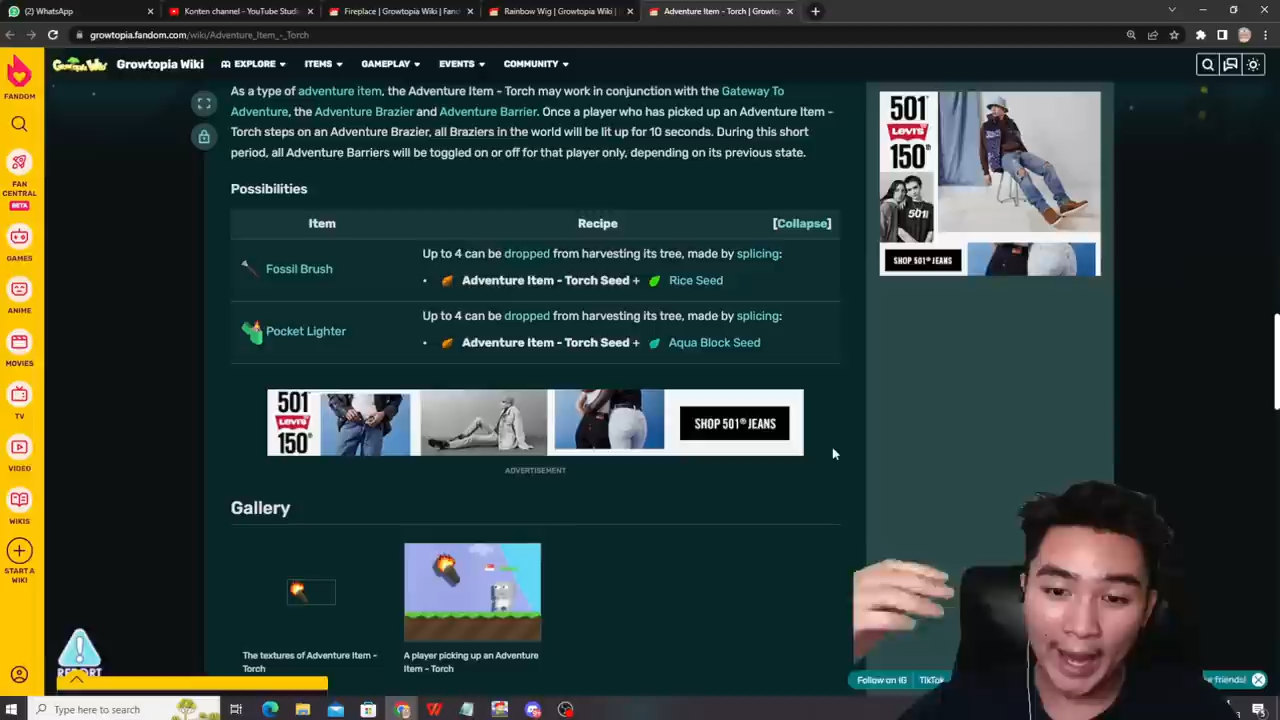 WhatsApp
Konten channel - YouTube Studi
Fireplace | Growtopia Wiki | Fand
Rainbow Wig | Growtopia Wiki |
Adventure Item - Torch | Growto
growtopia.fandom.com/wiki/Adventure_Item_-_Torch
Growtopia Wiki
EXPLORE
ITEMS
GAMEPLAY
EVENTS
COMMUNITY
FANDOM
FAN
CENTRAL
BETA
GAMES
ANIME
MOVIES
TV
VIDEO
WIKIS
START A
WIKI
As a type of adventure item, the Adventure Item - Torch may work in conjunction with the Gateway To
Adventure, the Adventure Brazier and Adventure Barrier. Once a player who has picked up an Adventure Item -
Torch steps on an Adventure Brazier, all Braziers in the world will be lit up for 10 seconds. During this short
period, all Adventure Barriers will be toggled on or off for that player only, depending on its previous state.
Possibilities
Item Recipe [Collapse]
Up to 4 can be dropped from harvesting its tree, made by splicing:
Fossil Brush
• Adventure Item - Torch Seed + Rice Seed
Up to 4 can be dropped from harvesting its tree, made by splicing:
Pocket Lighter
• Adventure Item - Torch Seed + Aqua Block Seed
501
LEVI'S
150
SHOP 501® JEANS
ADVERTISEMENT
Gallery
The textures of Adventure Item -
Torch
A player picking up an Adventure
Item - Torch
501
Levi's
150
501
SHOP 501® JEANS
REPORT
Follow on IG
TikTok
r friends!
Type here to search